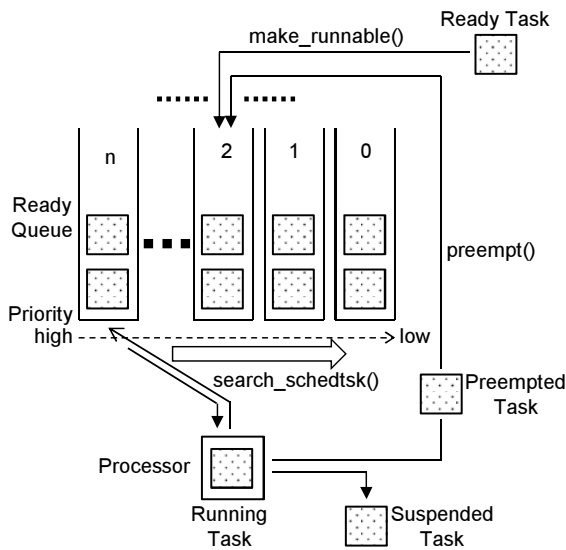 Ready Task
make_runnable()
n
2
1
0
Ready
Queue
preempt()
Priority
high
low
search_schedtsk()
Preempted
Task
Processor
Running
Task
Suspended
Task